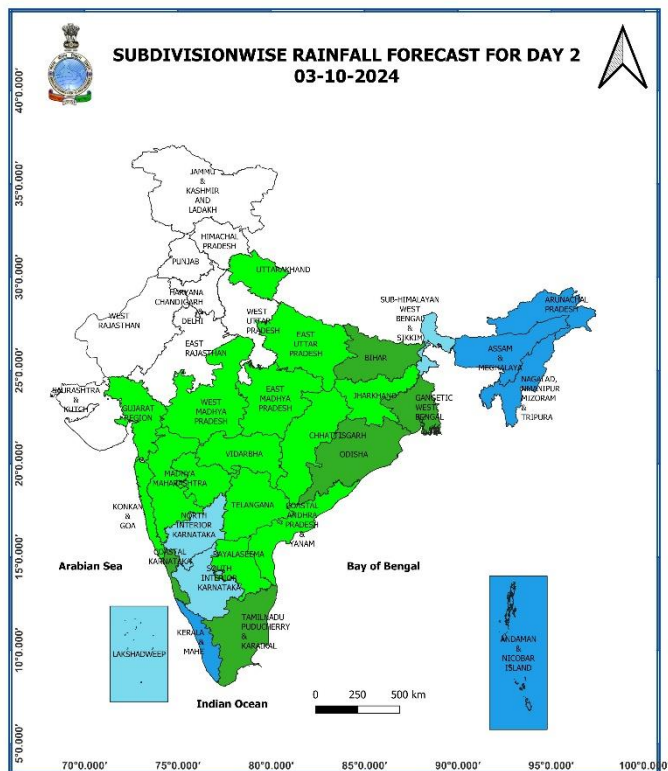 SUBDIVISIONWISE RAINFALL FORECAST FOR DAY 2
03-10-2024
40°0.000'
35°0.000'
30°0.000'
25°0.000'
20°0.000'
15°0.000'
10°0.000'
5°0.000'
JAMMU
&
KASHMIR
AND
LADAKH
HIMACHAL
PRADESH
PUNJAB
UTTARAKHAND
HARYANA
CHANDIGARH
&
DELHI
WEST
RAJASTHAN
WEST
UTTAR
PRADESH
EAST
RAJASTHAN
EAST
UTTAR
PRADESH
SUB-HIMALAYAN
WEST
BENGAL
&
SIKKIM
ARUNACHAL
PRADESH
ASSAM
&
MEGHALAYA
NAGALAD,
MANIPUR
MIZORAM
&
TRIPURA
BIHAR
SAURASHTRA
&
KUTCH
GUJARAT
REGION
WEST
MADHYA
PRADESH
EAST
MADHYA
PRADESH
JHARKHAND
GANGETIC
WEST
BENGAL
CHHATTISGARH
ODISHA
VIDARBHA
MADHYA
MAHARASHTRA
KONKAN
&
GOA
NORTH
INTERIOR
KARNATAKA
TELANGANA
COASTAL
ANDHRA
PRADESH
&
YANAM
COASTAL
KARNATAKA
RAYALASEEMA
SOUTH
INTERIOR
KARNATAKA
Arabian Sea
Bay of Bengal
LAKSHADWEEP
KERALA
&
MAHE
TAMILNADU
PUDUCHERRY
&
KARAIKAL
ANDAMAN
&
NICOBAR
ISLAND
Indian Ocean
0 250 500 km
70°0.000' 75°0.000' 80°0.000' 85°0.000' 90°0.000' 95°0.000'